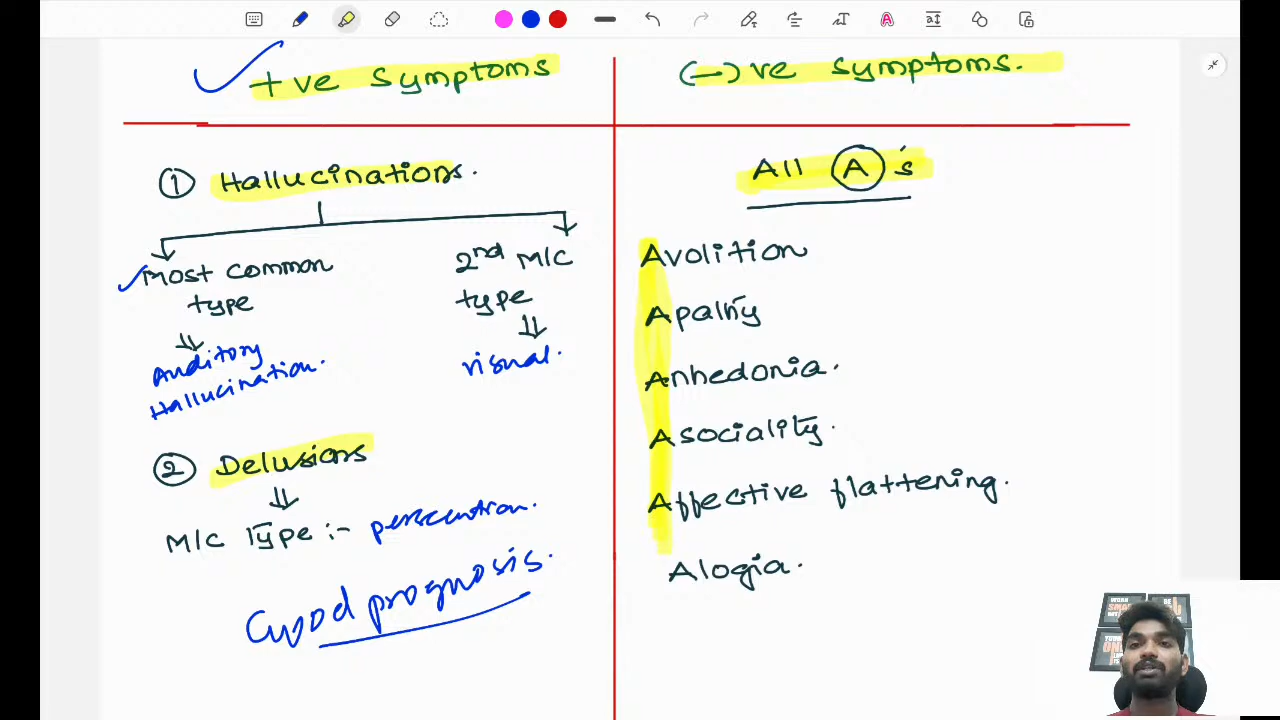 +ve symptoms
(-)ve symptoms.
① Hallucinations.
Most common
type
Auditory
Hallucination.
2nd M/C
type
visual.
② Delusions
M/C Type :- persecution.
Good prognosis.
All A's
Avolition
Apathy
Anhedonia.
Asociality.
Affective flattening.
Alogia.